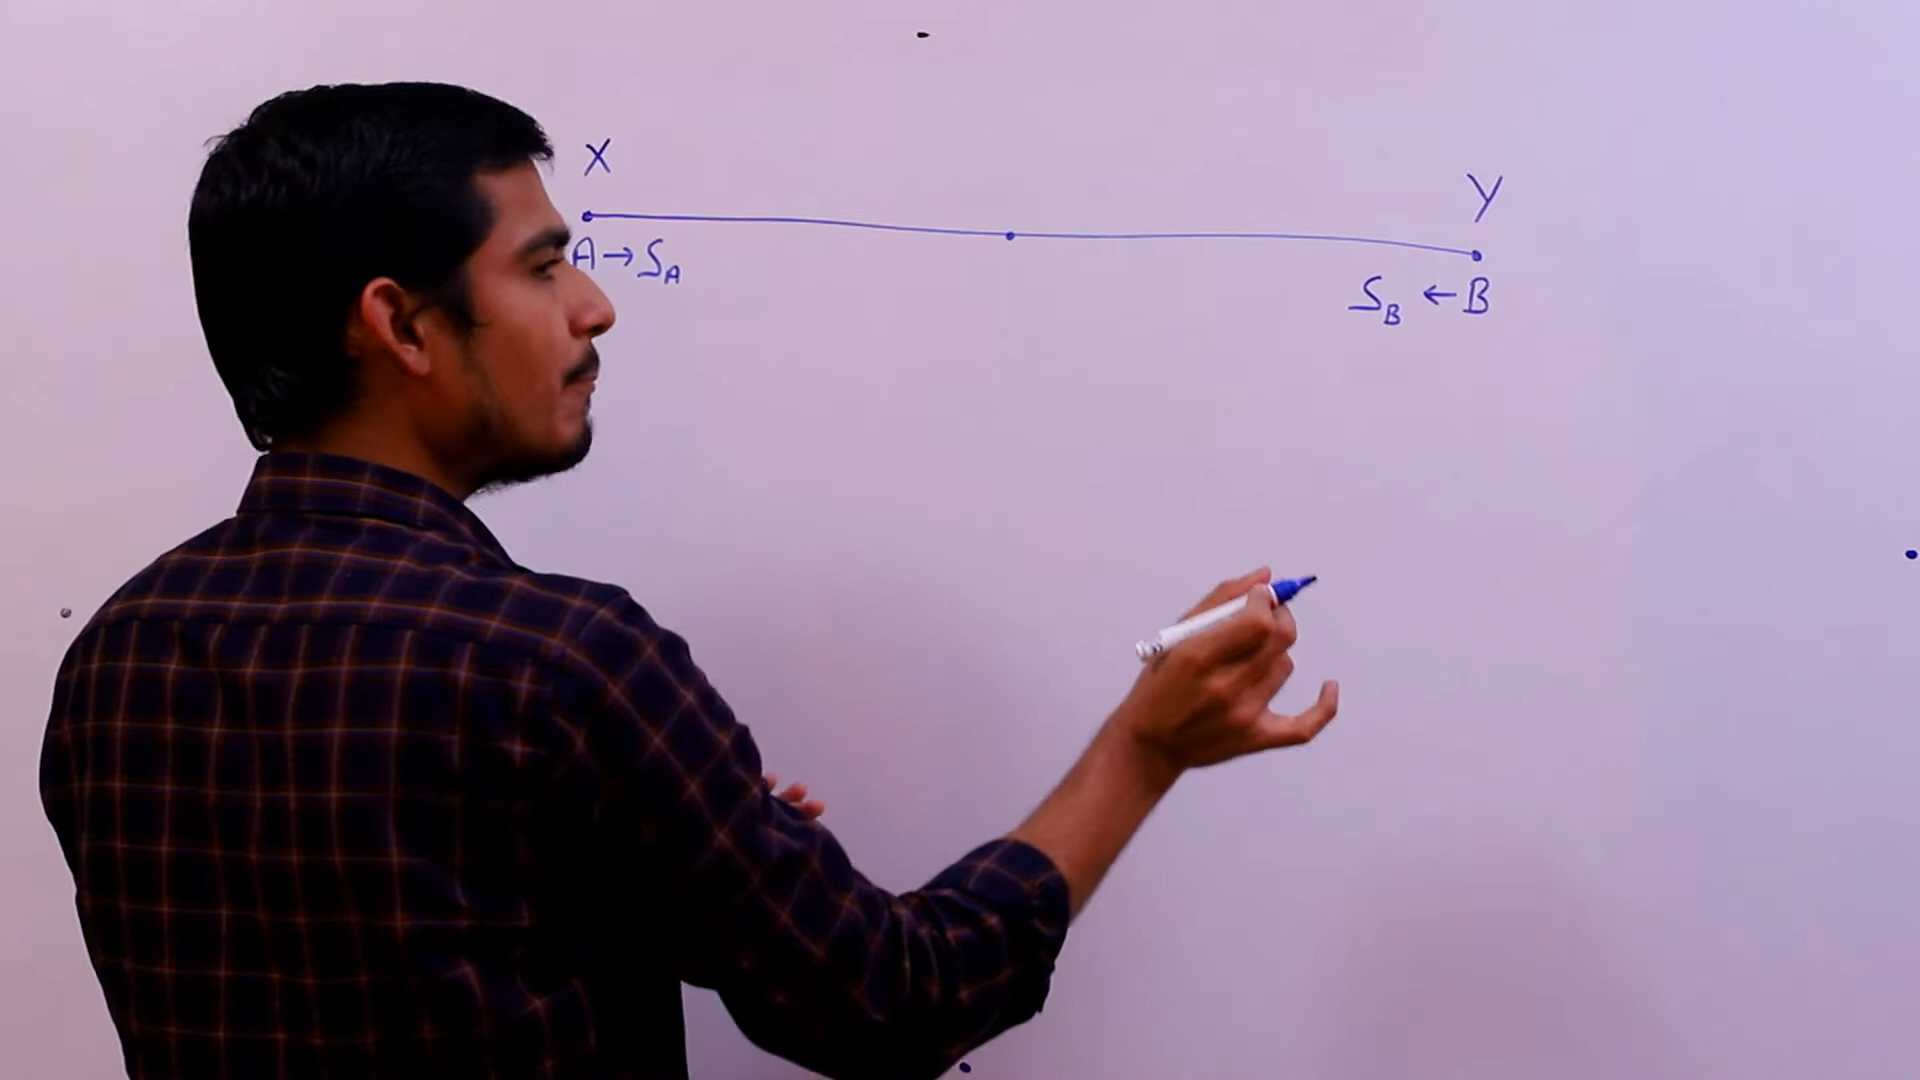 X
Y
A → S_A
S_B ← B